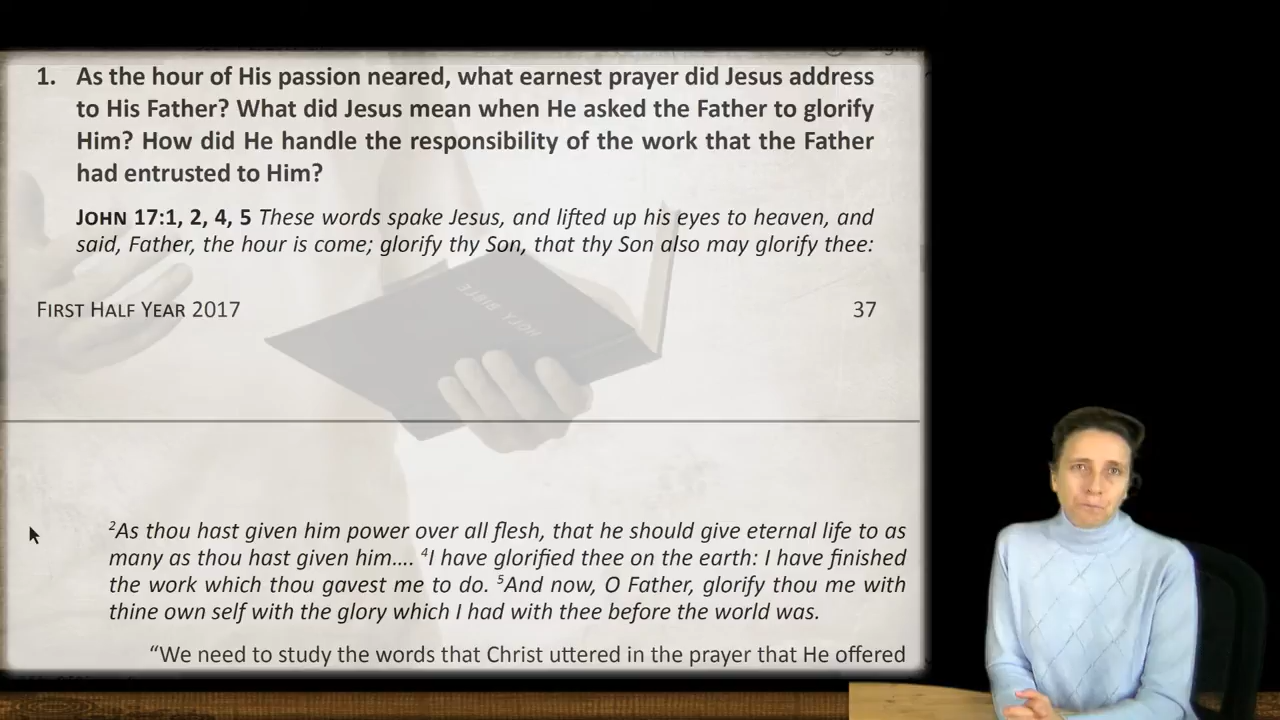 1. As the hour of His passion neared, what earnest prayer did Jesus address
to His Father? What did Jesus mean when He asked the Father to glorify
Him? How did He handle the responsibility of the work that the Father
had entrusted to Him?
JOHN 17:1, 2, 4, 5 These words spake Jesus, and lifted up his eyes to heaven, and
said, Father, the hour is come; glorify thy Son, that thy Son also may glorify thee:
HOLY BIBLE
FIRST HALF YEAR 2017 37
²As thou hast given him power over all flesh, that he should give eternal life to as
many as thou hast given him.... ⁴I have glorified thee on the earth: I have finished
the work which thou gavest me to do. ⁵And now, O Father, glorify thou me with
thine own self with the glory which I had with thee before the world was.
“We need to study the words that Christ uttered in the prayer that He offered